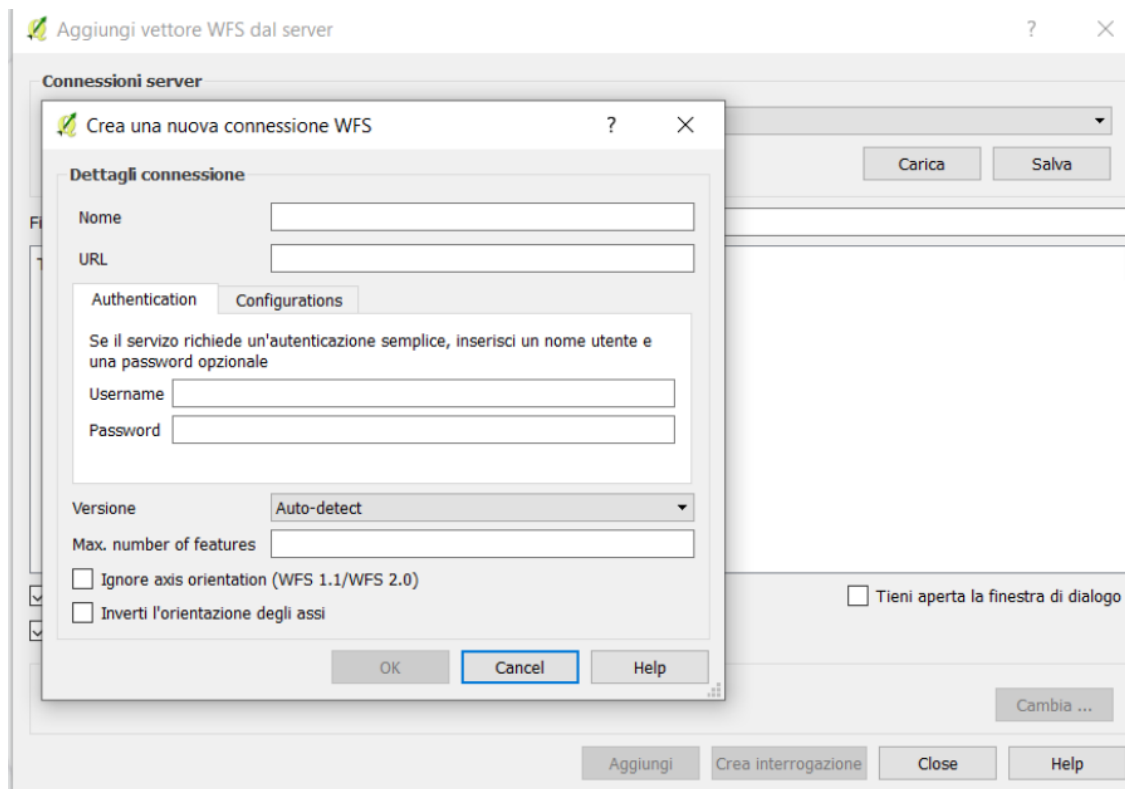 Aggiungi vettore WFS dal server
Connessioni server
Crea una nuova connessione WFS
Carica
Salva
Dettagli connessione
Nome
URL
Authentication
Configurations
Se il servizo richiede un'autenticazione semplice, inserisci un nome utente e
una password opzionale
Username
Password
Versione
Auto-detect
Max. number of features
Ignore axis orientation (WFS 1.1/WFS 2.0)
Inverti l'orientazione degli assi
Tieni aperta la finestra di dialogo
OK
Cancel
Help
Cambia ...
Aggiungi
Crea interrogazione
Close
Help